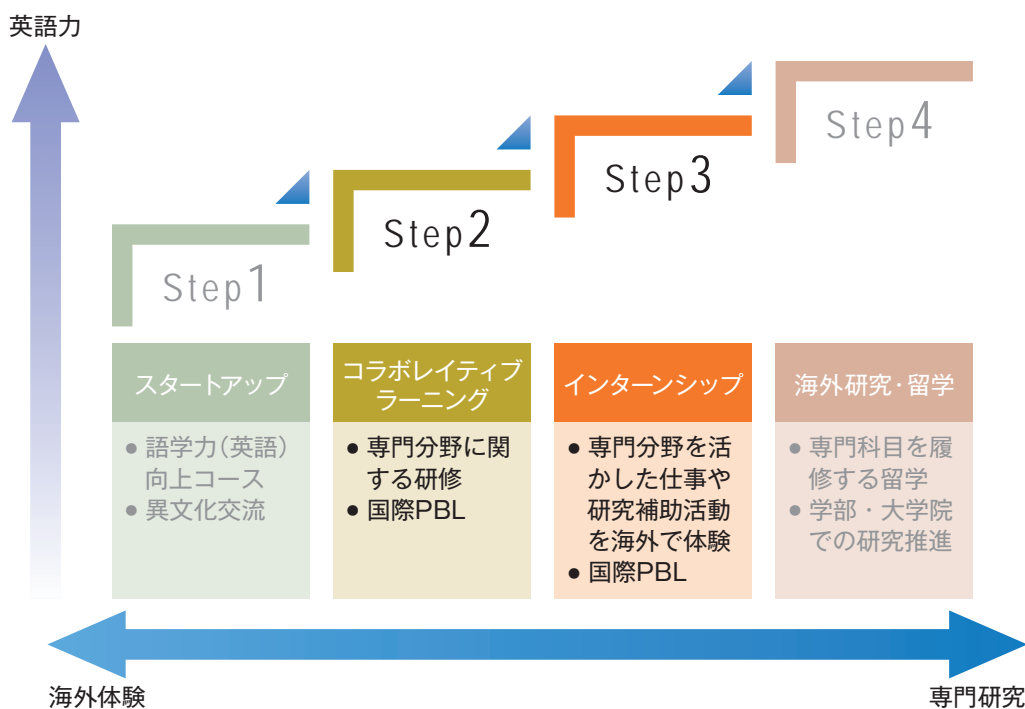 英語力
Step1
Step2
Step3
Step4
スタートアップ
● 語学力(英語)
向上コース
● 異文化交流
コラボレイティブ
ラーニング
● 専門分野に関
する研修
● 国際PBL
インターンシップ
● 専門分野を活
かした仕事や
研究補助活動
を海外で体験
● 国際PBL
海外研究・留学
● 専門科目を履
修する留学
● 学部・大学院
での研究推進
海外体験
専門研究